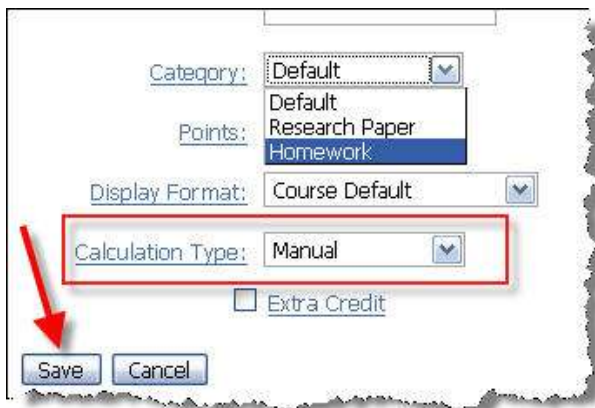 Category: Default
Default
Points: Research Paper
Homework
Display Format: Course Default
Calculation Type: Manual
Extra Credit
Save Cancel